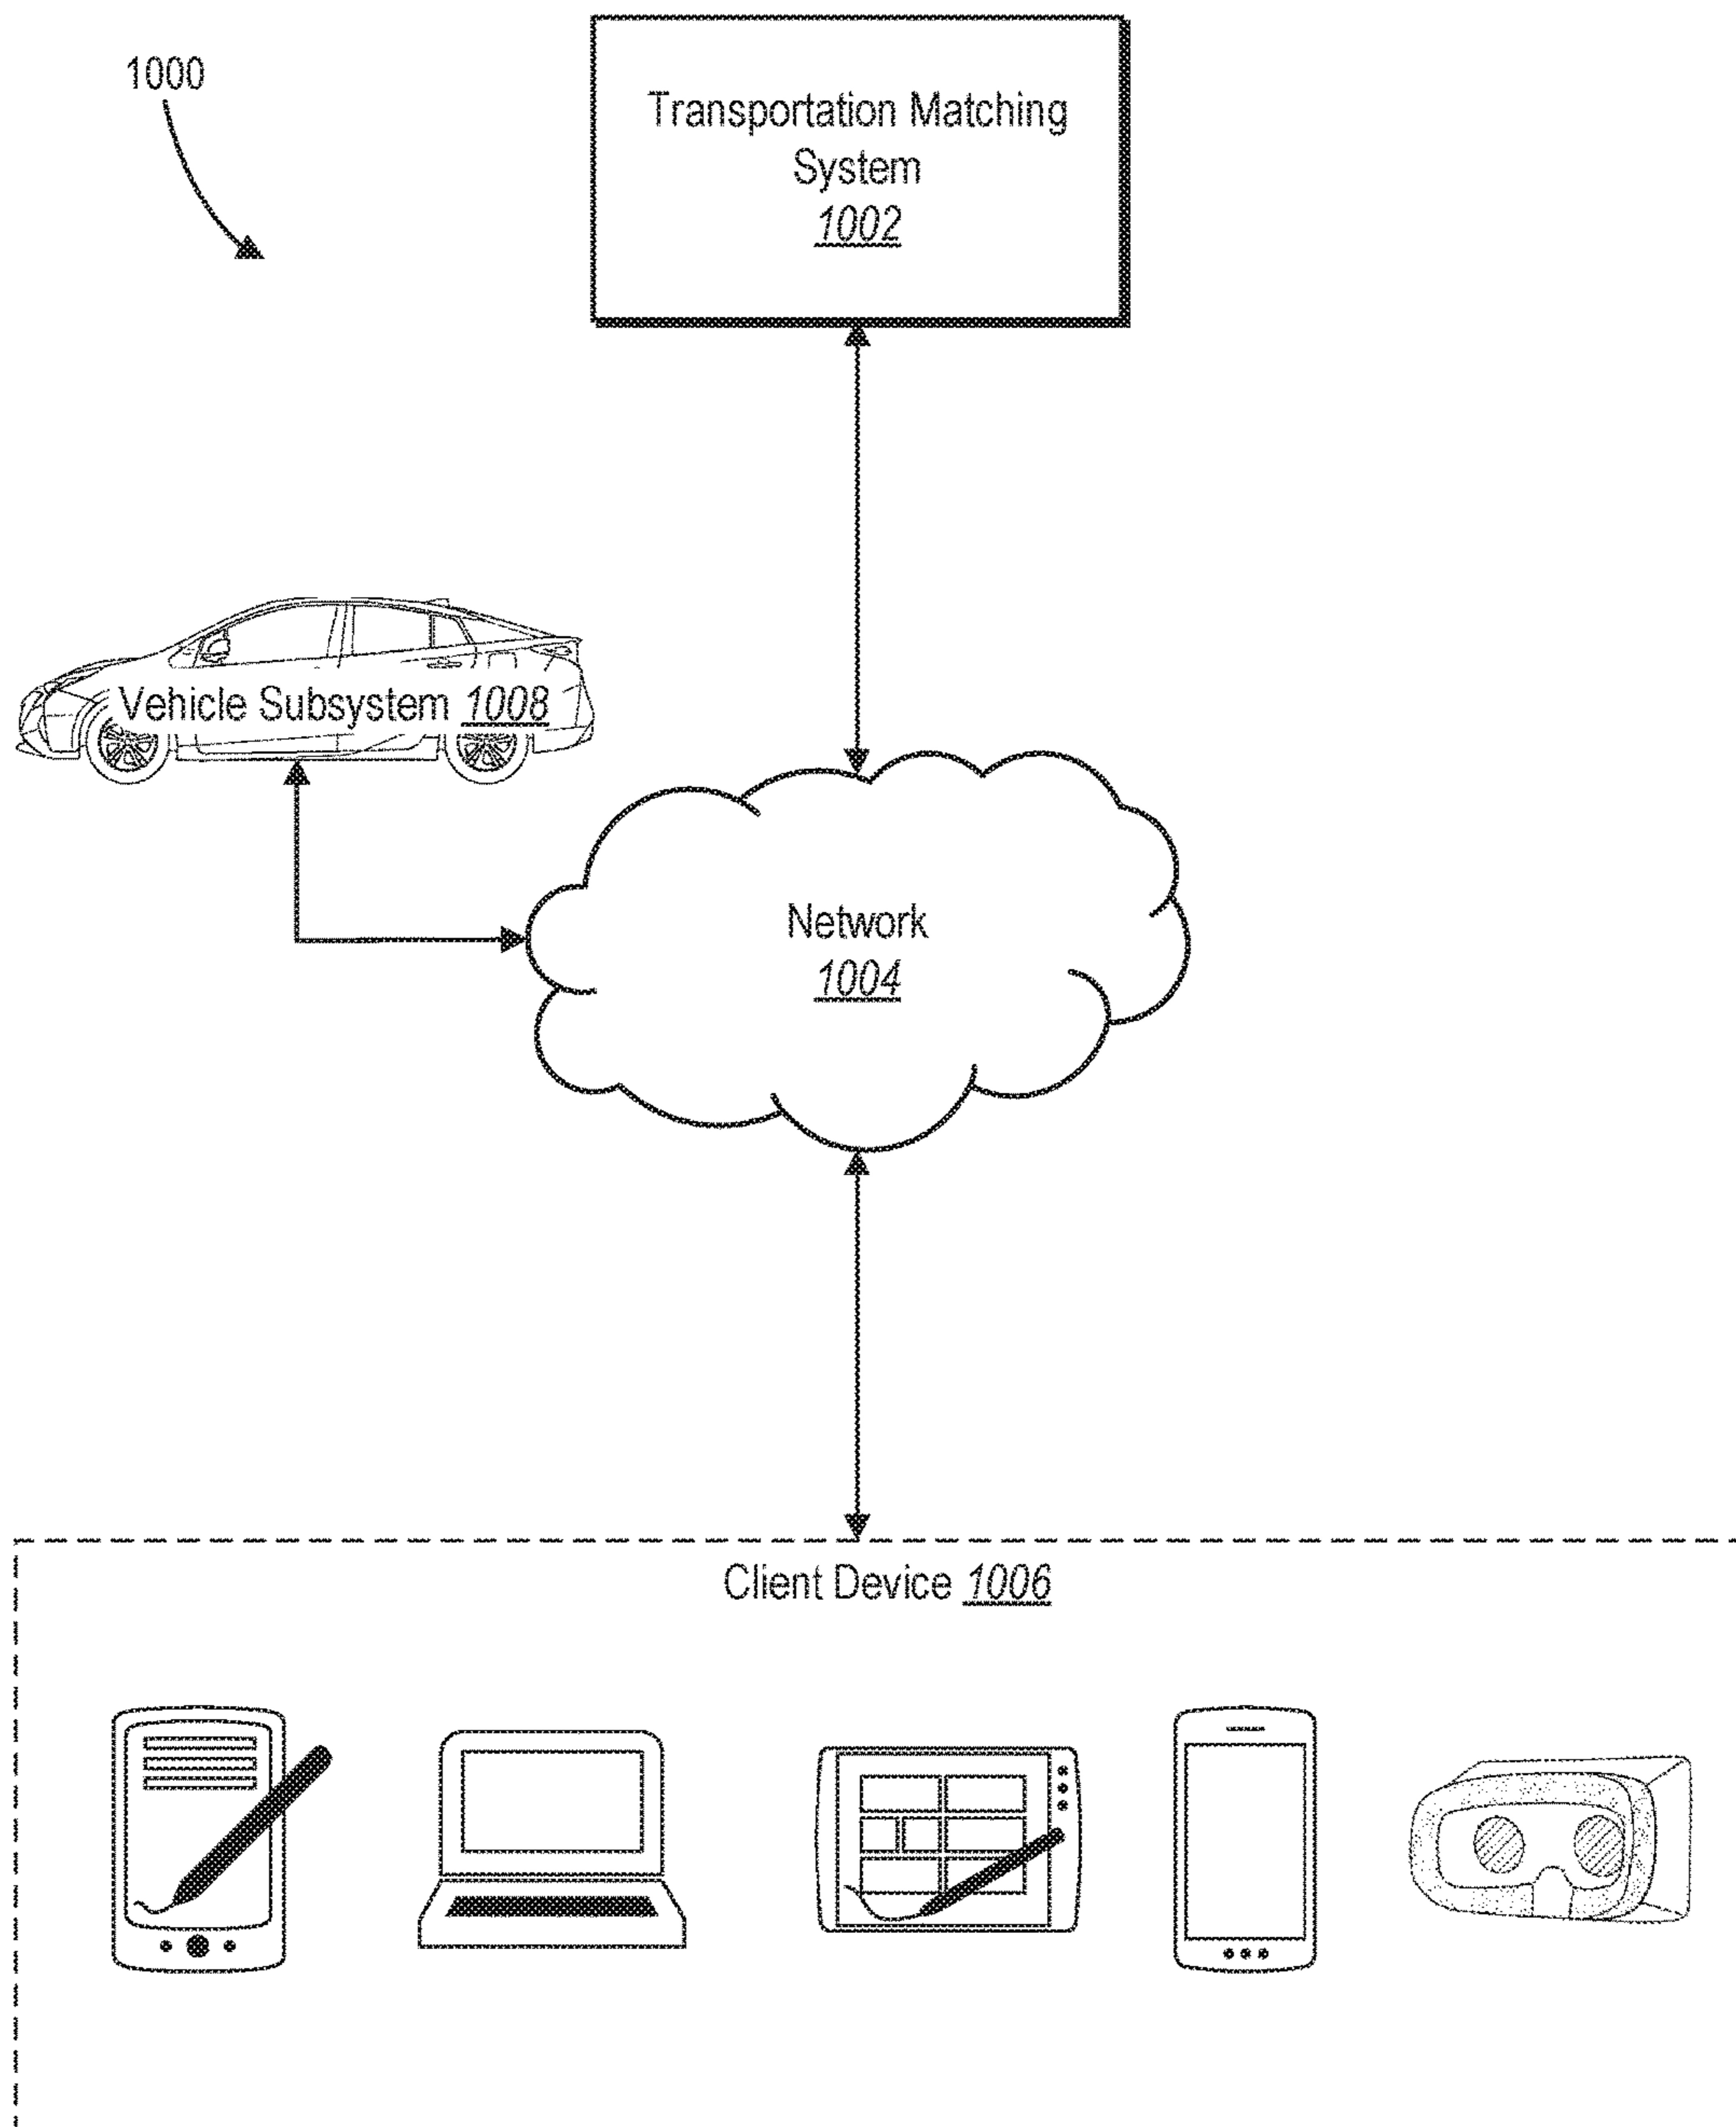 1000
Transportation Matching
System
1002
Vehicle Subsystem 1008
Network
1004
Client Device 1006